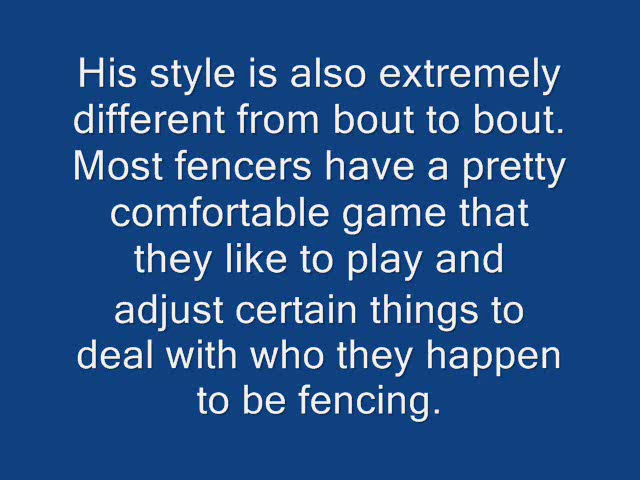 His style is also extremely
different from bout to bout.
Most fencers have a pretty
comfortable game that
they like to play and
adjust certain things to
deal with who they happen
to be fencing.